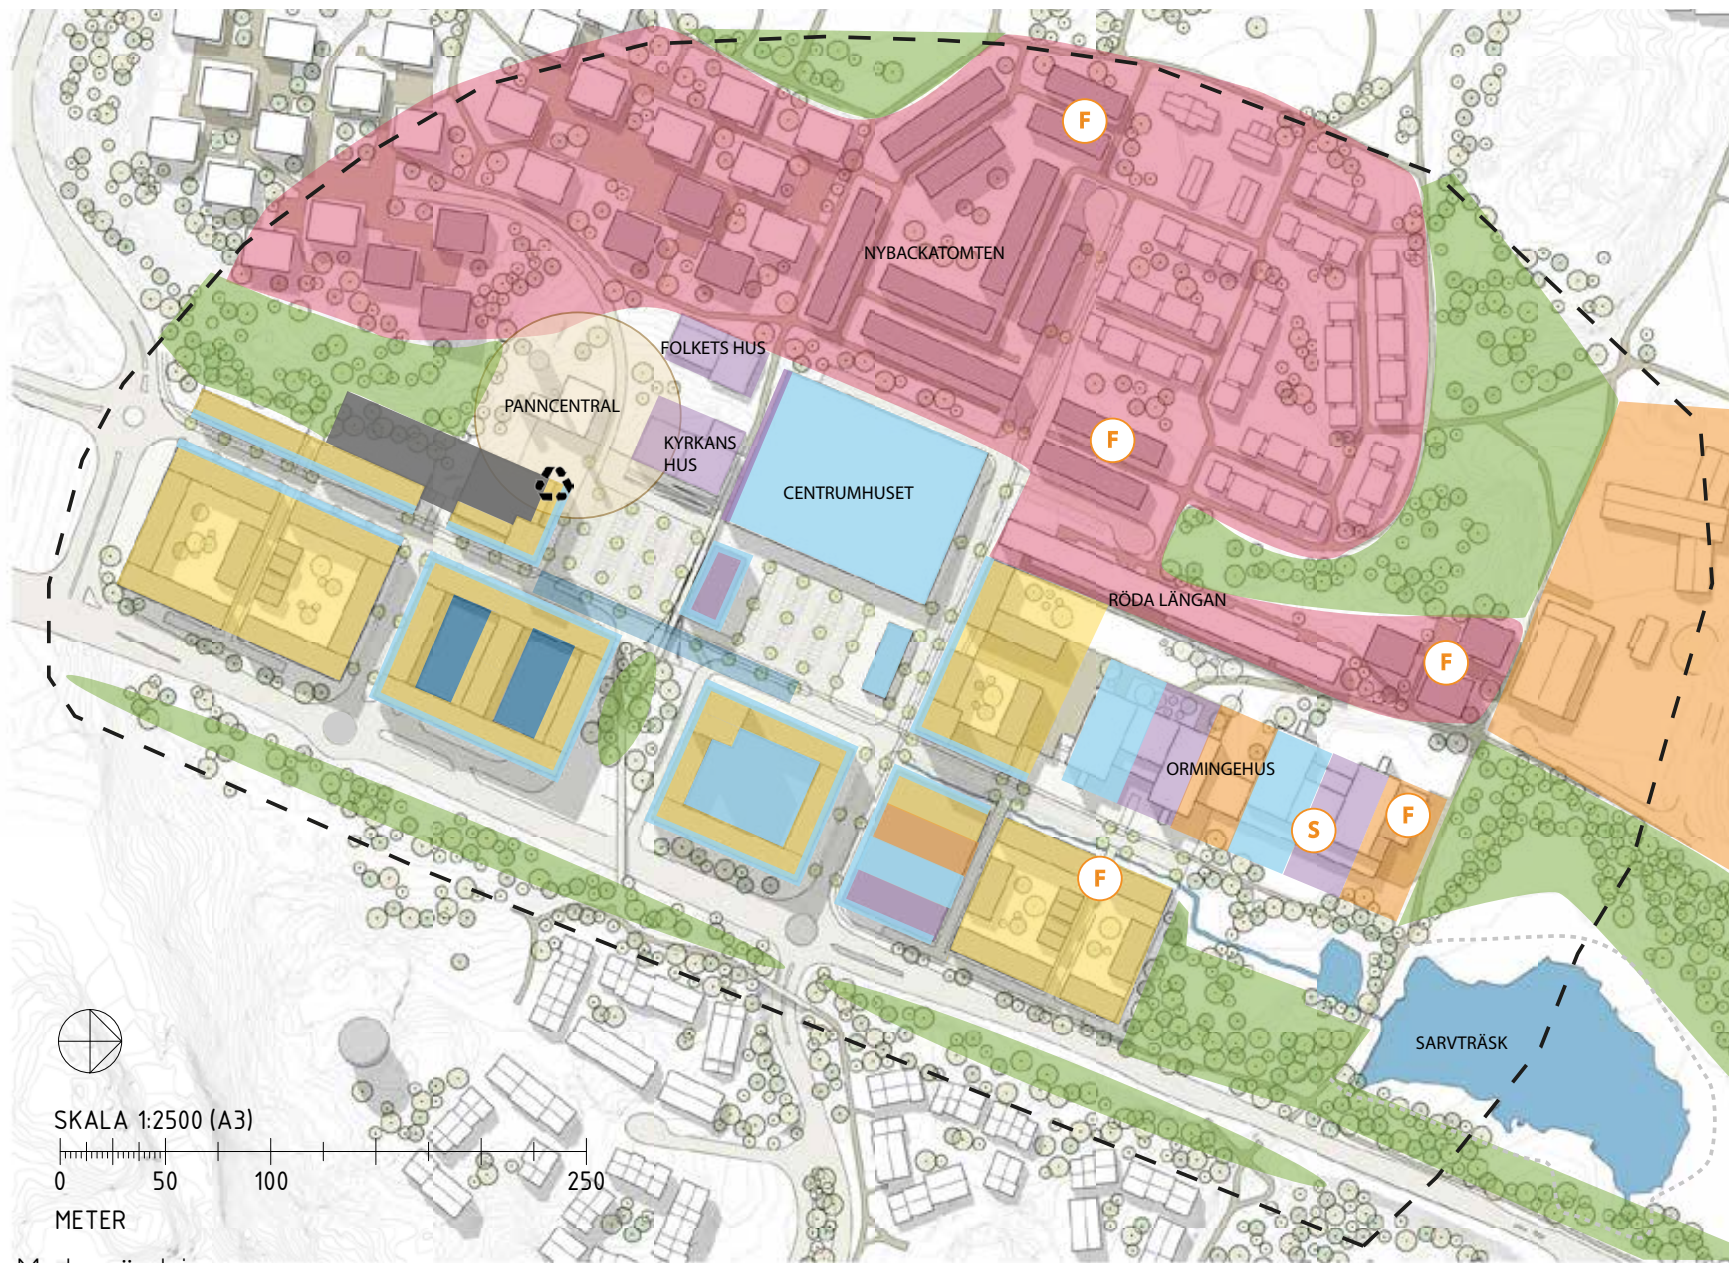 F
NYBACKATOMTEN
FOLKETS HUS
PANNCENTRAL
KYRKANS
HUS
F
CENTRUMHUSET
RÖDA LÄNGAN
F
ORMINGEHUS
S
F
F
SARVTRÄSK
SKALA 1:2500 (A3)
0 50 100 250
METER